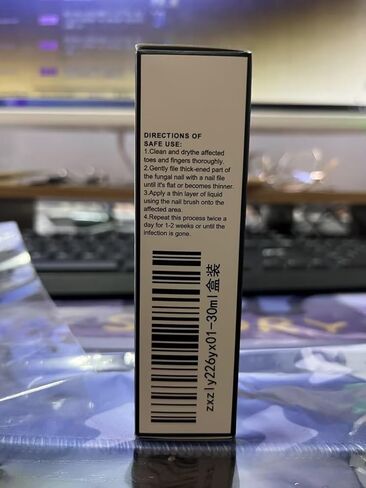 DIRECTIONS OF
SAFE USE:
1.Clean and drythe affected
toes and fingers thoroughly.
2.Gently file thick-ened part of
the fungal nail with a nail file
until it's flat or becomes thinner.
3.Apply a thin layer of liquid
using the nail brush onto the
affected area
4.Repeat this process twice a
day for 1-2 weeks or until the
infection is gone.
zxzly226yx01-30ml盒装